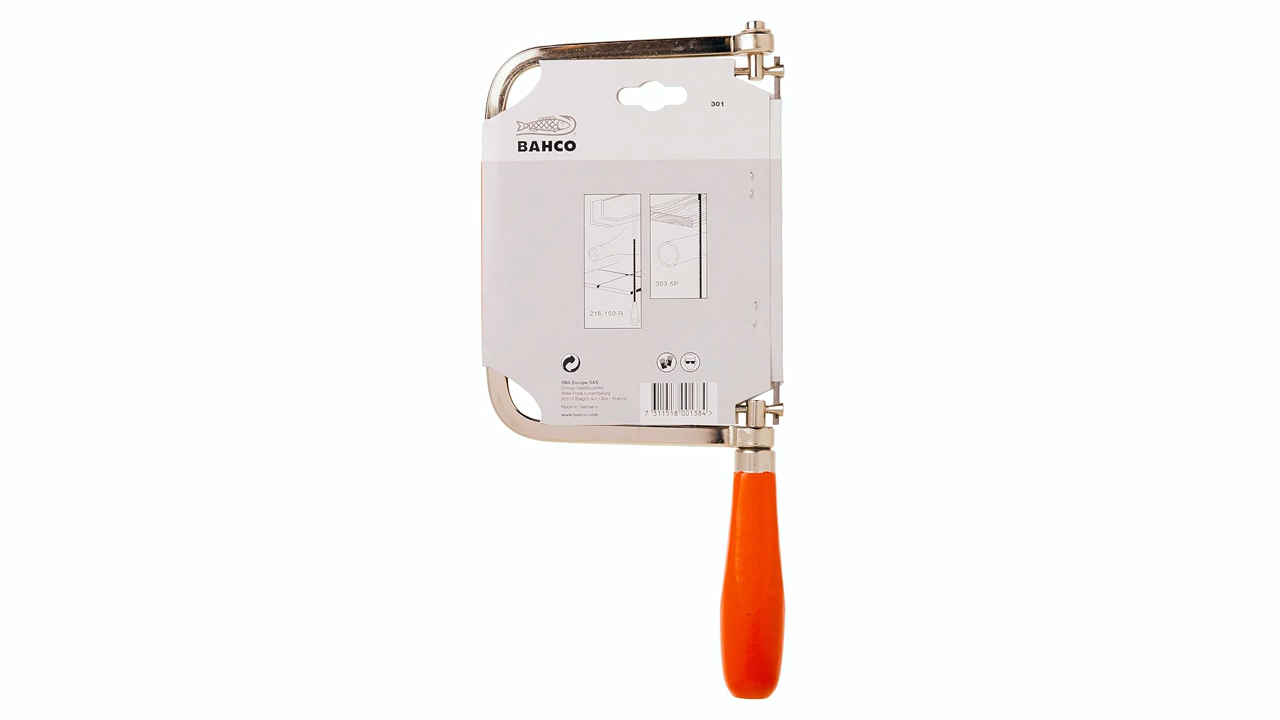 301
BAHCO
303-5P
216-150-R
SNA Europe SAS
(Group Headquarter)
Allée Rosa Luxembourg
95610 Eragny sur Oise - France
Made in Germany
www.bahco.com
7 311518 001384 >